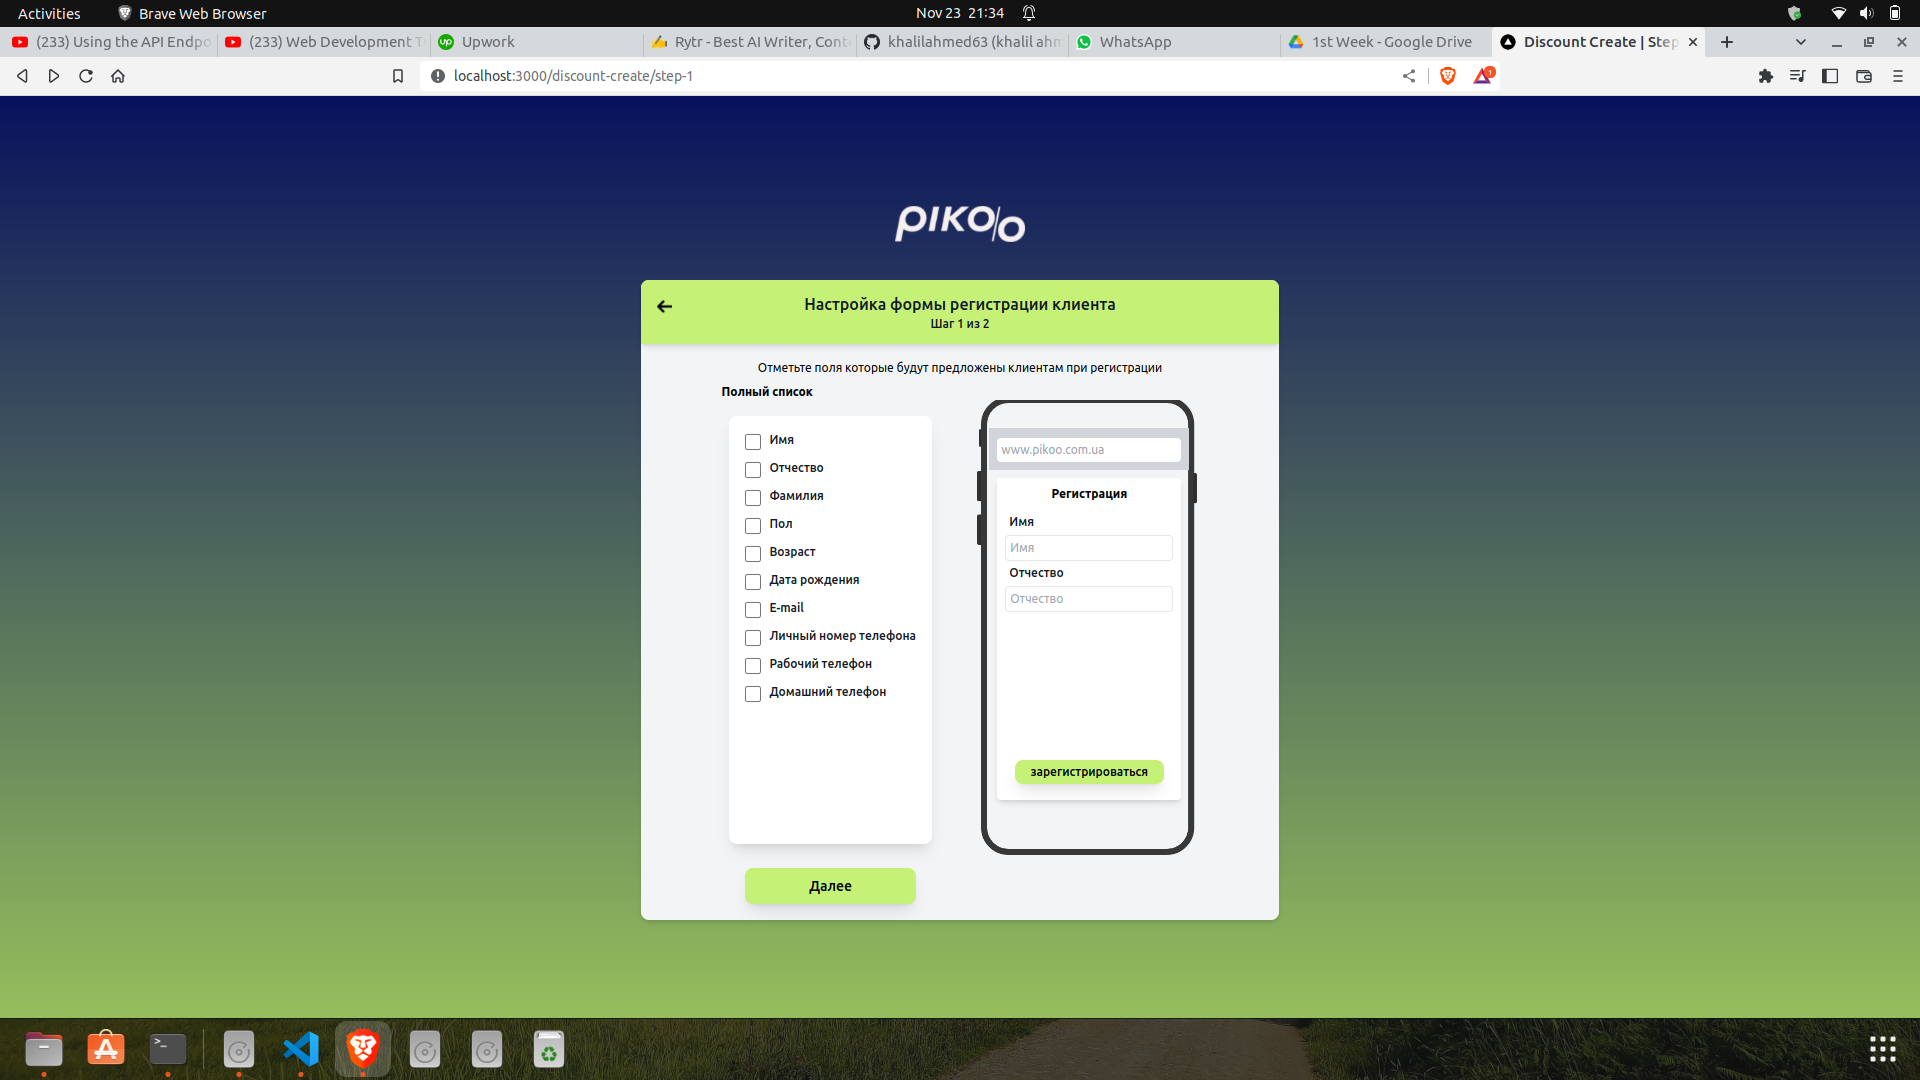 Activities
Brave Web Browser
Nov 23 21:34
(233) Using the API Endpo
(233) Web Development T
Upwork
Rytr - Best AI Writer, Cont
khalilahmed63 (khalil ahm
WhatsApp
1st Week - Google Drive
Discount Create | Step
localhost:3000/discount-create/step-1
1
piko%
Настройка формы регистрации клиента
Шаг 1 из 2
Отметьте поля которые будут предложены клиентам при регистрации
Полный список
Имя
Отчество
Фамилия
Пол
Возраст
Дата рождения
E-mail
Личный номер телефона
Рабочий телефон
Домашний телефон
Далее
www.pikoo.com.ua
Регистрация
Имя
Имя
Отчество
Отчество
зарегистрироваться